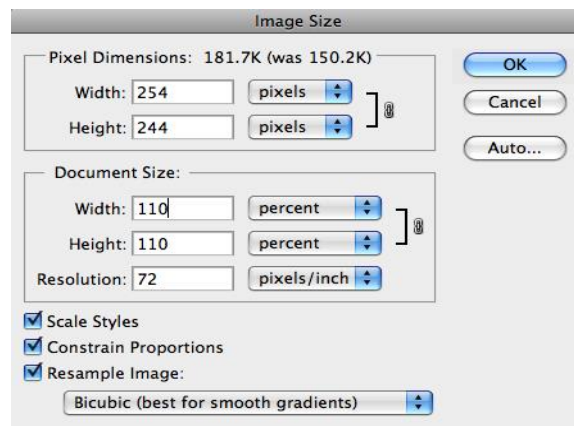 Image Size
Pixel Dimensions: 181.7K (was 150.2K)
Width: 254 pixels
Height: 244 pixels
OK
Cancel
Auto...
Document Size:
Width: 110 percent
Height: 110 percent
Resolution: 72 pixels/inch
Scale Styles
Constrain Proportions
Resample Image:
Bicubic (best for smooth gradients)